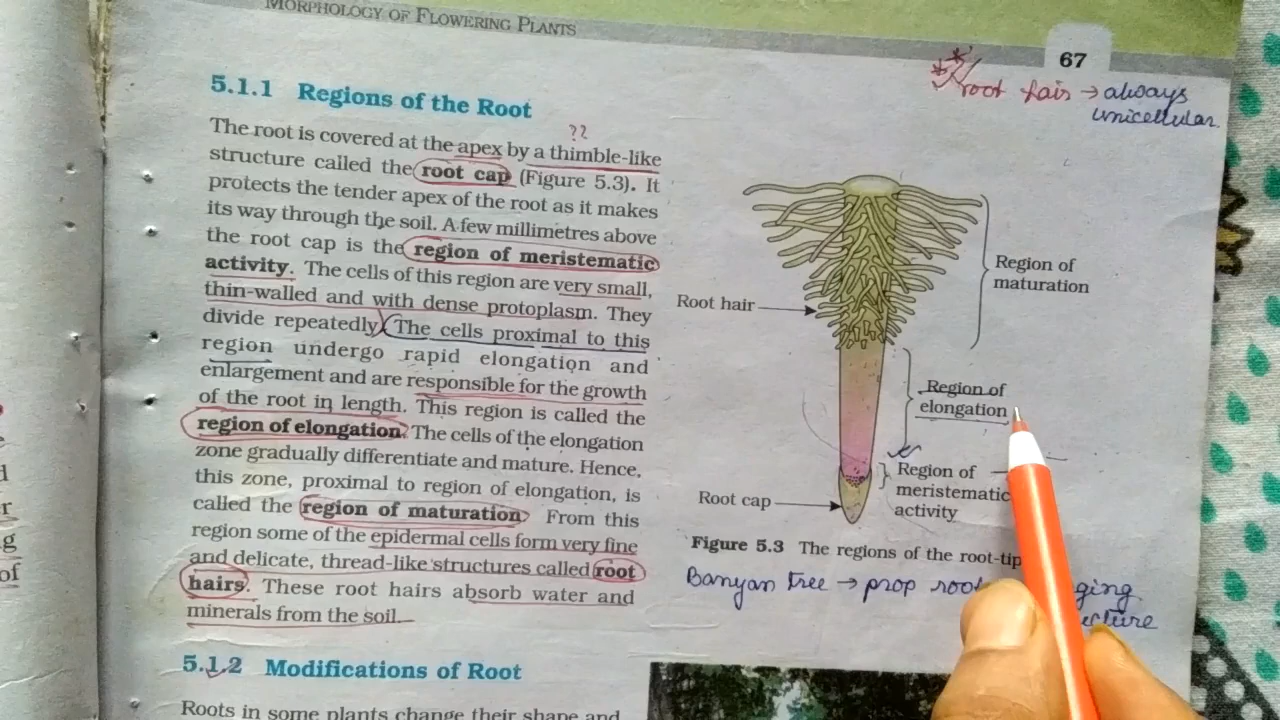 MORPHOLOGY OF FLOWERING PLANTS
67
root hair → always
unicellular.
5.1.1 Regions of the Root
??
The root is covered at the apex by a thimble-like
structure called the root cap (Figure 5.3). It
protects the tender apex of the root as it makes
its way through the soil. A few millimetres above
the root cap is the region of meristematic
activity. The cells of this region are very small,
thin-walled and with dense protoplasm. They
divide repeatedly. The cells proximal to this
region undergo rapid elongation and
enlargement and are responsible for the growth
of the root in length. This region is called the
region of elongation. The cells of the elongation
zone gradually differentiate and mature. Hence,
this zone, proximal to region of elongation, is
called the region of maturation. From this
region some of the epidermal cells form very fine
and delicate, thread-like structures called root
hairs. These root hairs absorb water and
minerals from the soil.
5.1.2 Modifications of Root
Roots in some plants change their shape and
Region of
maturation
Root hair
Region of
elongation
Region of
meristematic
activity
Root cap
Figure 5.3 The regions of the root-tip
Banyan tree → prop root
ging
of
r
g